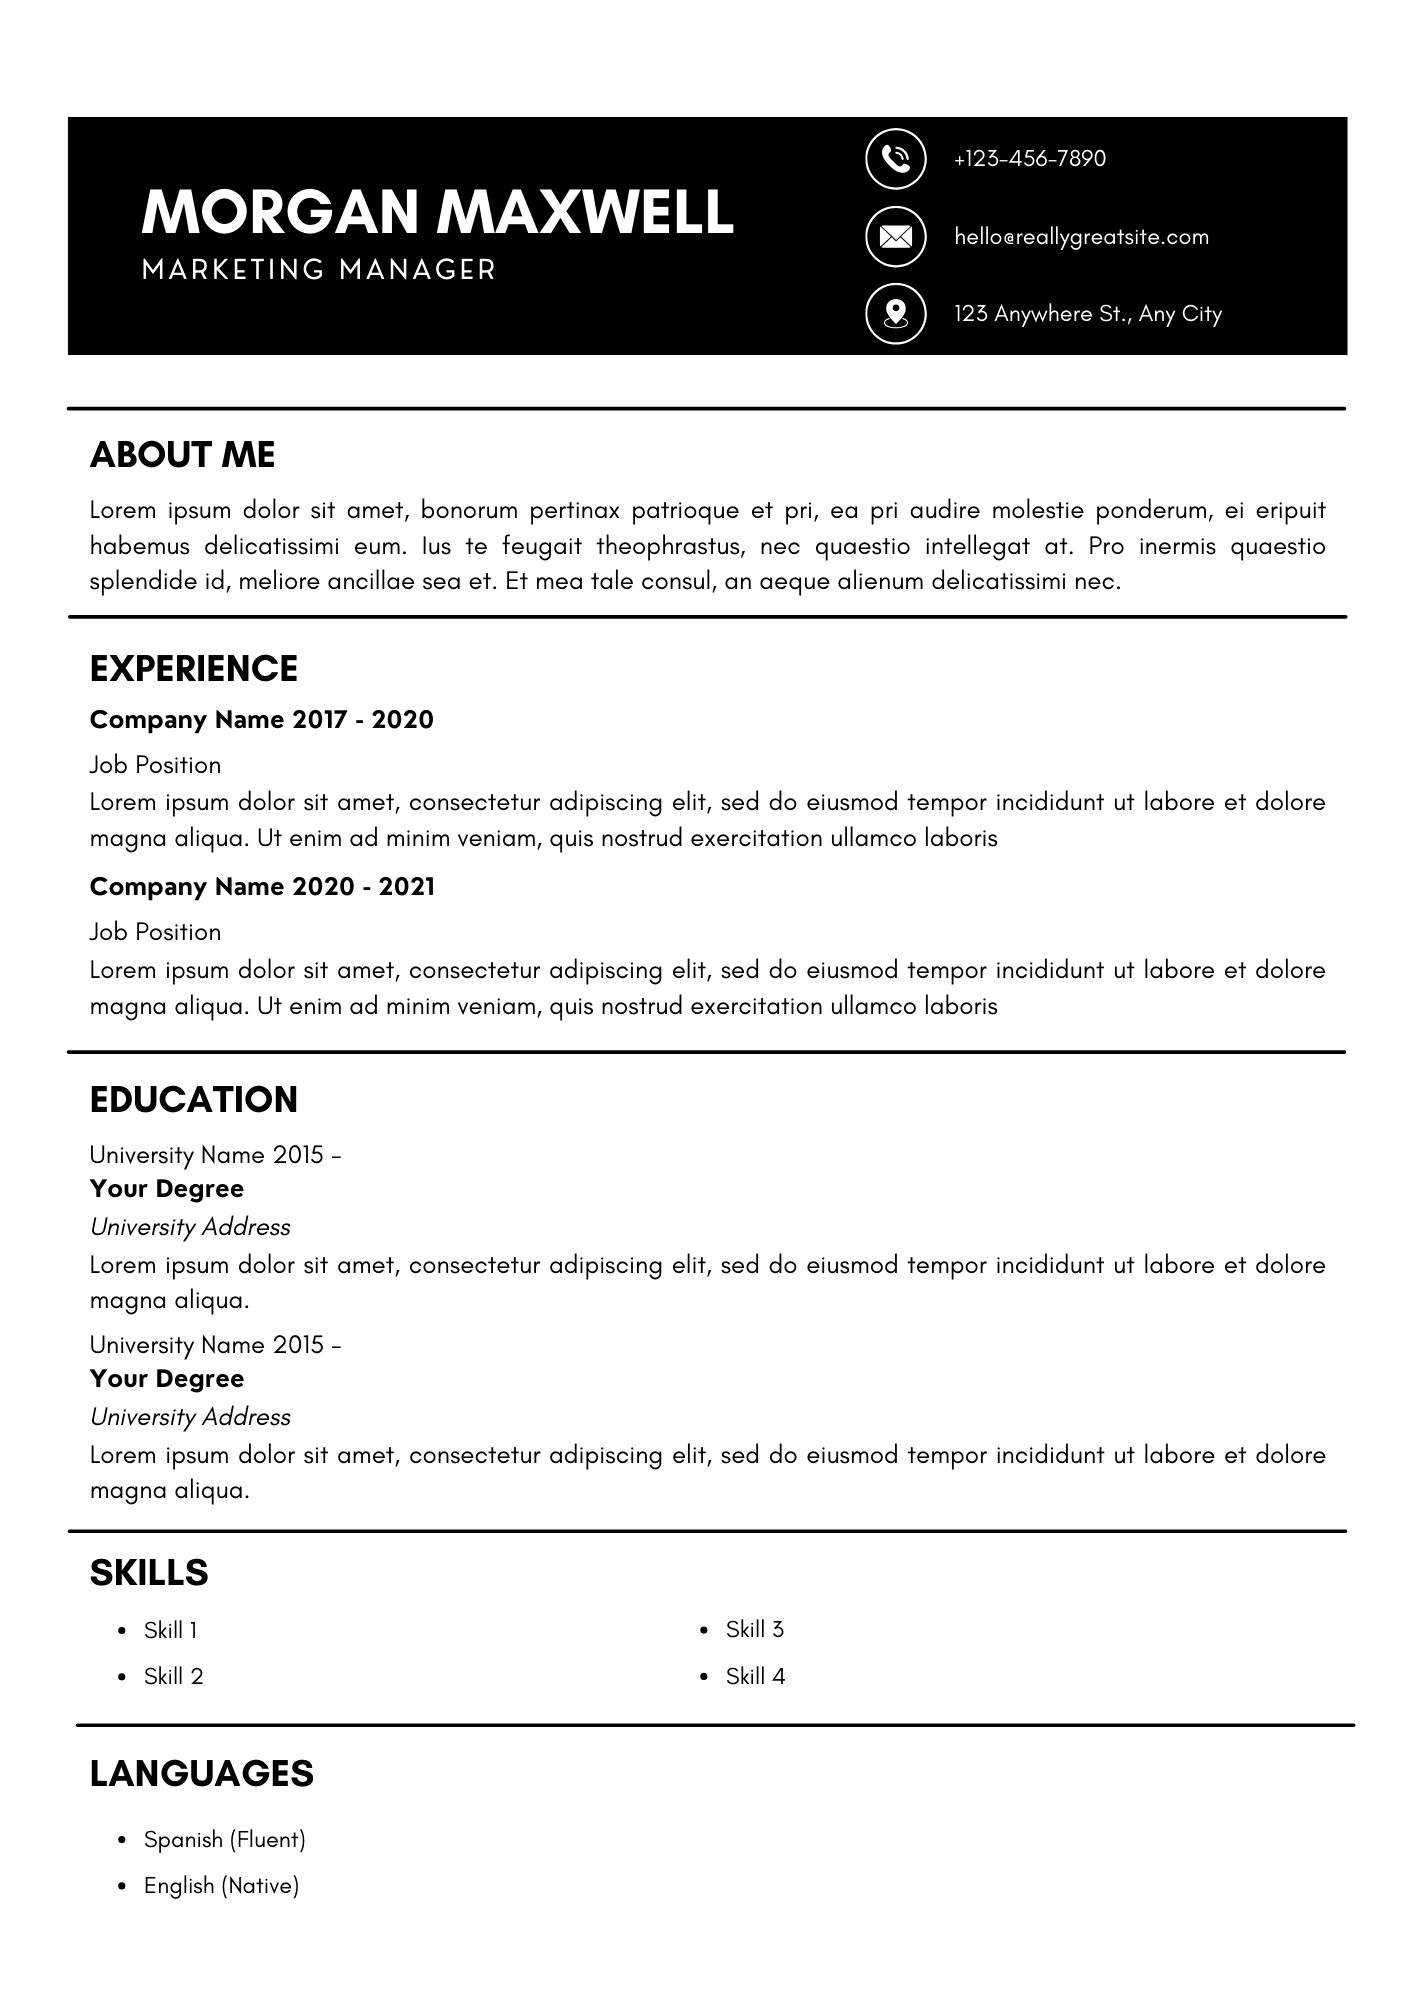 MORGAN MAXWELL
MARKETING MANAGER
+123-456-7890
hello@reallygreatsite.com
123 Anywhere St., Any City
ABOUT ME
Lorem ipsum dolor sit amet, bonorum pertinax patrioque et pri, ea pri audire molestie ponderum, ei eripuit
habemus delicatissimi eum. Ius te feugait theophrastus, nec quaestio intellegat at. Pro inermis quaestio
splendide id, meliore ancillae sea et. Et mea tale consul, an aeque alienum delicatissimi nec.
EXPERIENCE
Company Name 2017 - 2020
Job Position
Lorem ipsum dolor sit amet, consectetur adipiscing elit, sed do eiusmod tempor incididunt ut labore et dolore
magna aliqua. Ut enim ad minim veniam, quis nostrud exercitation ullamco laboris
Company Name 2020 - 2021
Job Position
Lorem ipsum dolor sit amet, consectetur adipiscing elit, sed do eiusmod tempor incididunt ut labore et dolore
magna aliqua. Ut enim ad minim veniam, quis nostrud exercitation ullamco laboris
EDUCATION
University Name 2015 -
Your Degree
University Address
Lorem ipsum dolor sit amet, consectetur adipiscing elit, sed do eiusmod tempor incididunt ut labore et dolore
magna aliqua.
University Name 2015 -
Your Degree
University Address
Lorem ipsum dolor sit amet, consectetur adipiscing elit, sed do eiusmod tempor incididunt ut labore et dolore
magna aliqua.
SKILLS
• Skill 1
• Skill 2
• Skill 3
• Skill 4
LANGUAGES
• Spanish (Fluent)
• English (Native)